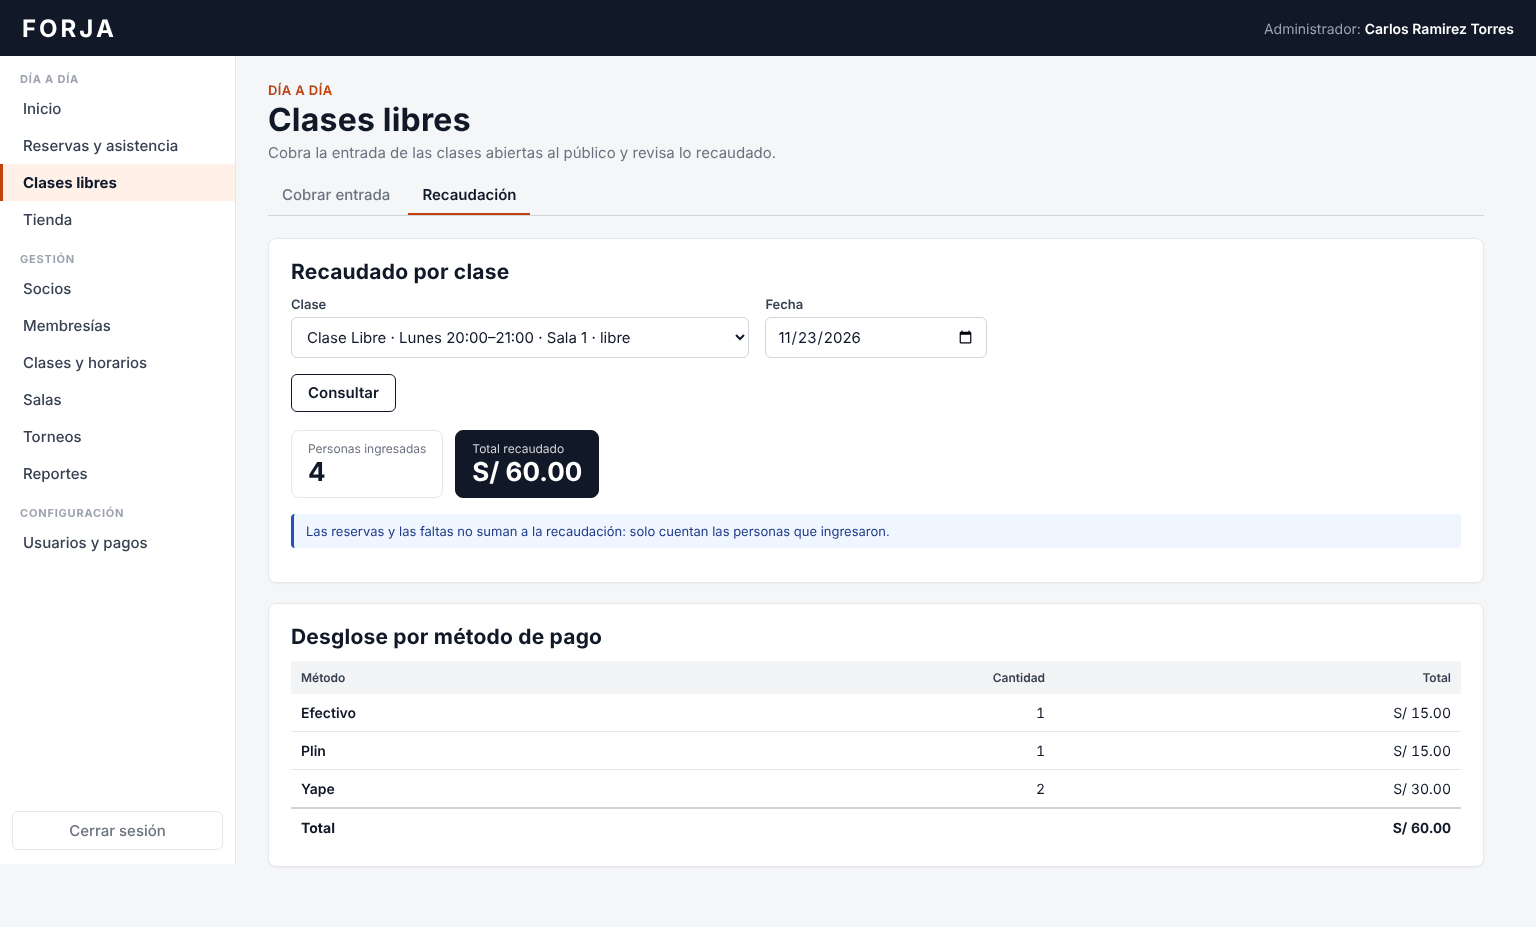 FORJA
Administrador: Carlos Ramirez Torres
DÍA A DÍA
Inicio
Reservas y asistencia
Clases libres
Tienda
GESTIÓN
Socios
Membresías
Clases y horarios
Salas
Torneos
Reportes
CONFIGURACIÓN
Usuarios y pagos
Cerrar sesión
DÍA A DÍA
Clases libres
Cobra la entrada de las clases abiertas al público y revisa lo recaudado.
Cobrar entrada Recaudación
Recaudado por clase
Clase Fecha
Clase Libre · Lunes 20:00–21:00 · Sala 1 · libre 11/23/2026
Consultar
Personas ingresadas Total recaudado
4 S/ 60.00
Las reservas y las faltas no suman a la recaudación: solo cuentan las personas que ingresaron.
Desglose por método de pago
Método Cantidad Total
Efectivo 1 S/ 15.00
Plin 1 S/ 15.00
Yape 2 S/ 30.00
Total S/ 60.00